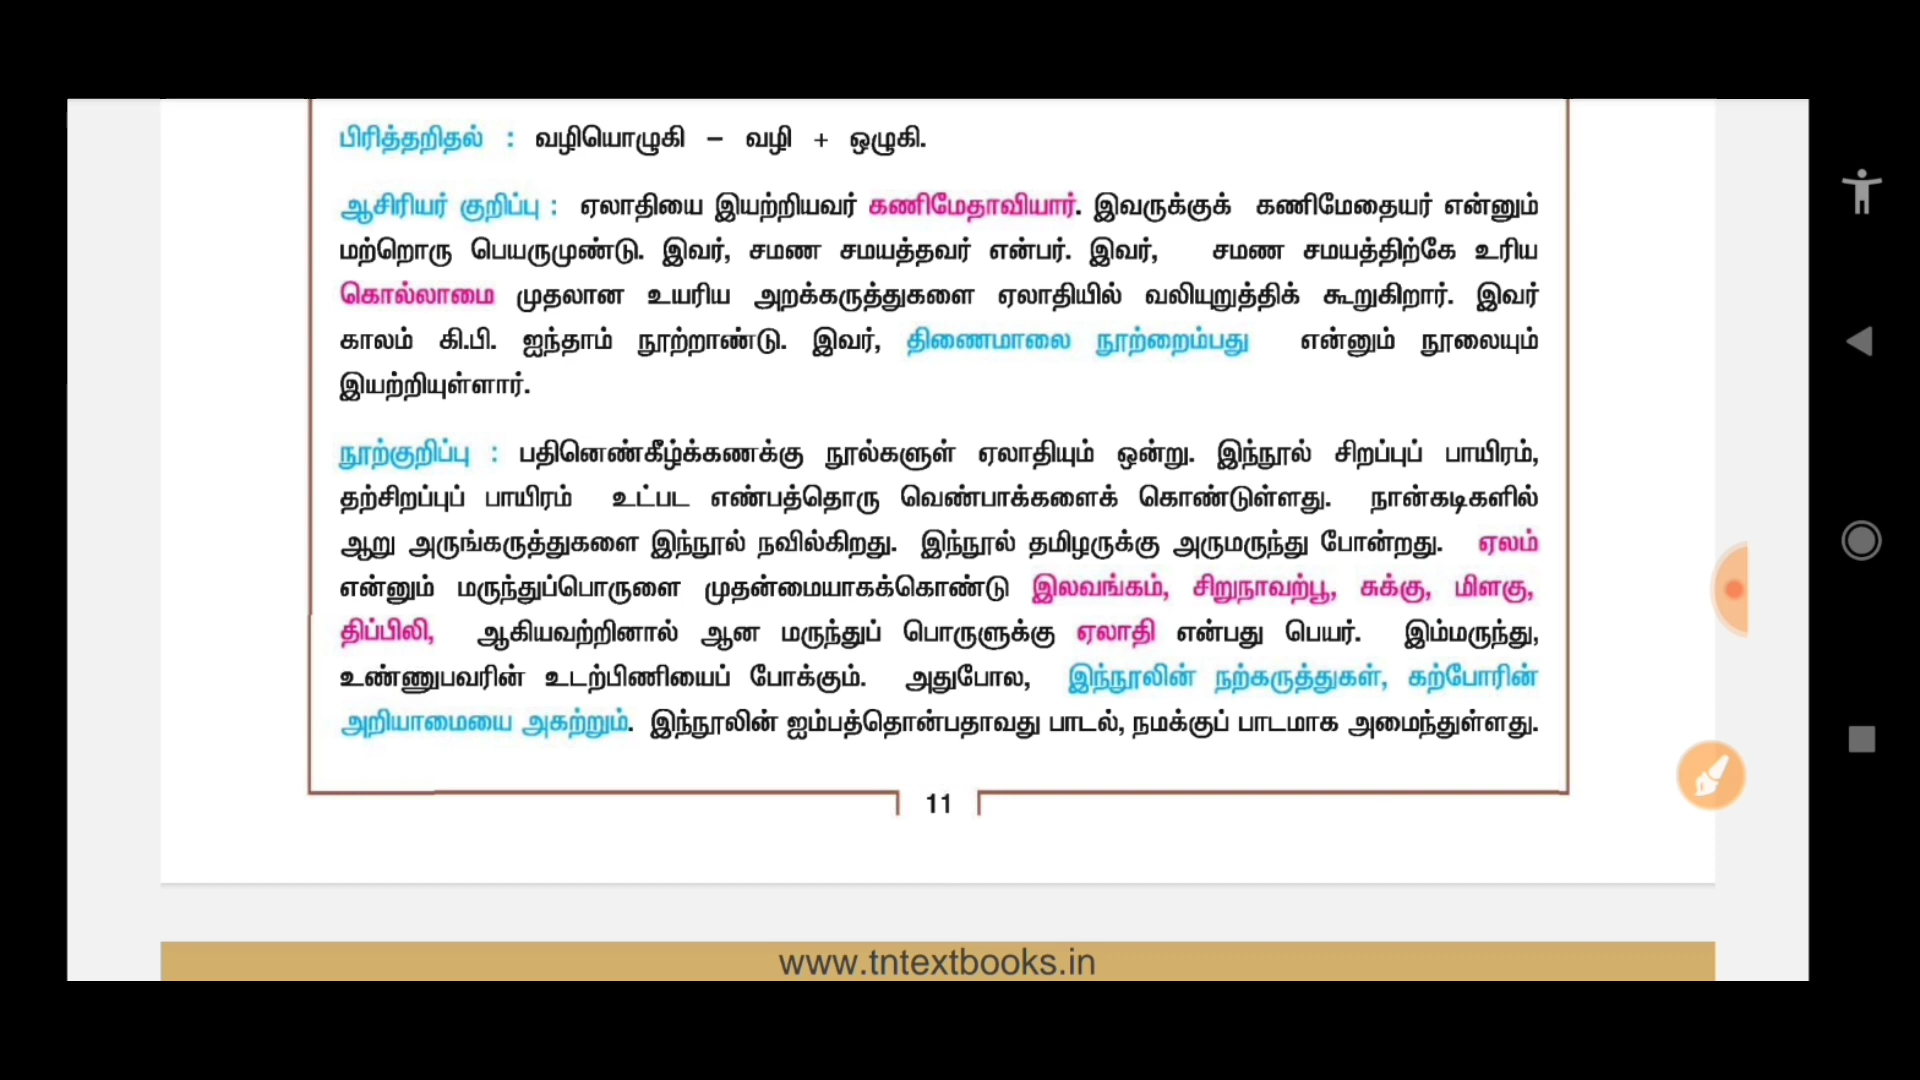 பிரித்தறிதல் : வழியொழுகி – வழி + ஒழுகி.
ஆசிரியர் குறிப்பு : ஏலாதியை இயற்றியவர் கணிமேதாவியார். இவருக்குக் கணிமேதையர் என்னும்
மற்றொரு பெயருமுண்டு. இவர், சமண சமயத்தவர் என்பர். இவர், சமண சமயத்திற்கே உரிய
கொல்லாமை முதலான உயரிய அறக்கருத்துகளை ஏலாதியில் வலியுறுத்திக் கூறுகிறார். இவர்
காலம் கி.பி. ஐந்தாம் நூற்றாண்டு. இவர், திணைமாலை நூற்றைம்பது என்னும் நூலையும்
இயற்றியுள்ளார்.
நூற்குறிப்பு : பதினெண்கீழ்க்கணக்கு நூல்களுள் ஏலாதியும் ஒன்று. இந்நூல் சிறப்புப் பாயிரம்,
தற்சிறப்புப் பாயிரம் உட்பட எண்பத்தொரு வெண்பாக்களைக் கொண்டுள்ளது. நான்கடிகளில்
ஆறு அருங்கருத்துகளை இந்நூல் நவில்கிறது. இந்நூல் தமிழருக்கு அருமருந்து போன்றது. ஏலம்
என்னும் மருந்துப்பொருளை முதன்மையாகக்கொண்டு இலவங்கம், சிறுநாவற்பூ, சுக்கு, மிளகு,
திப்பிலி, ஆகியவற்றினால் ஆன மருந்துப் பொருளுக்கு ஏலாதி என்பது பெயர். இம்மருந்து,
உண்ணுபவரின் உடற்பிணியைப் போக்கும். அதுபோல, இந்நூலின் நற்கருத்துகள், கற்போரின்
அறியாமையை அகற்றும். இந்நூலின் ஐம்பத்தொன்பதாவது பாடல், நமக்குப் பாடமாக அமைந்துள்ளது.
11
www.tntextbooks.in